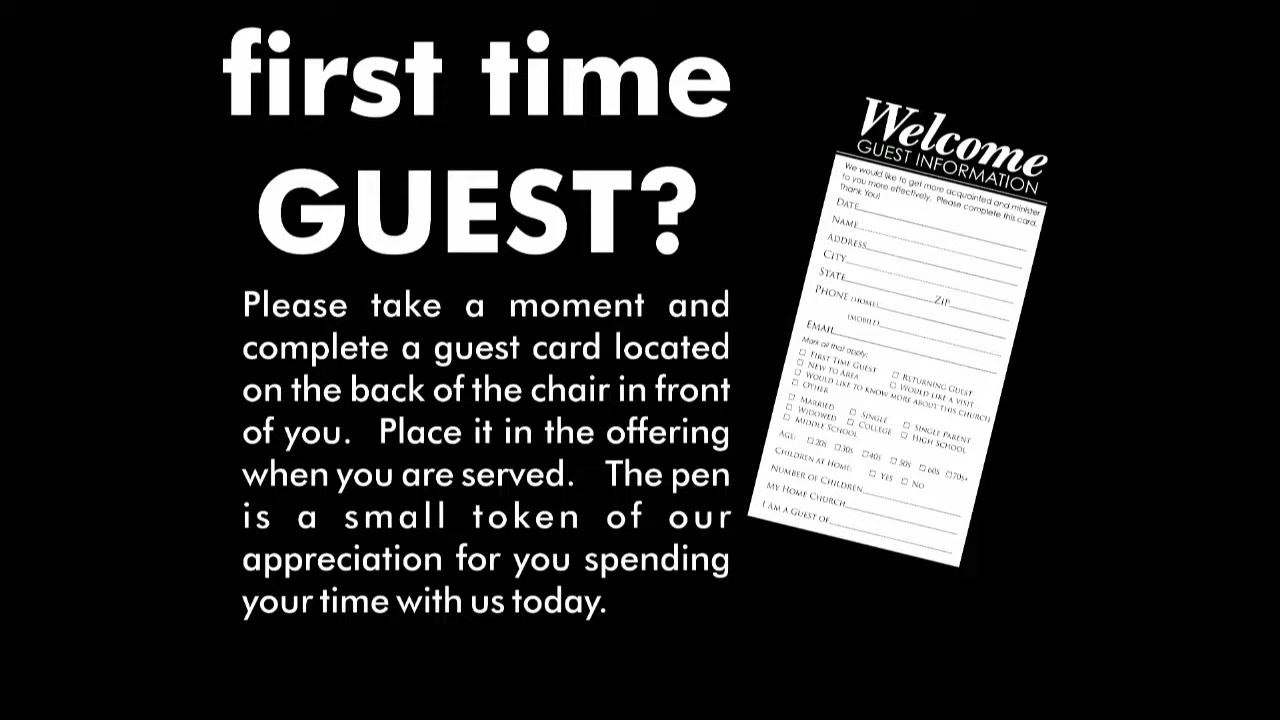 first time
GUEST?
Please take a moment and
complete a guest card located
on the back of the chair in front
of you. Place it in the offering
when you are served. The pen
is a small token of our
appreciation for you spending
your time with us today.
Welcome
GUEST INFORMATION
We would like to get more acquainted and minister
to you more effectively. Please complete this card.
Thank You!
DATE
NAME
ADDRESS
CITY
STATE ZIP
PHONE (HOME)
(MOBILE)
EMAIL
Mark all that apply:
FIRST TIME GUEST RETURNING GUEST
NEW TO AREA WOULD LIKE A VISIT
WOULD LIKE TO KNOW MORE ABOUT THIS CHURCH
OTHER
MARRIED SINGLE SINGLE PARENT
WIDOWED COLLEGE HIGH SCHOOL
MIDDLE SCHOOL
AGE: 20s 30s 40s 50s 60s 70s+
CHILDREN AT HOME: YES NO
NUMBER OF CHILDREN
MY HOME CHURCH
I AM A GUEST OF